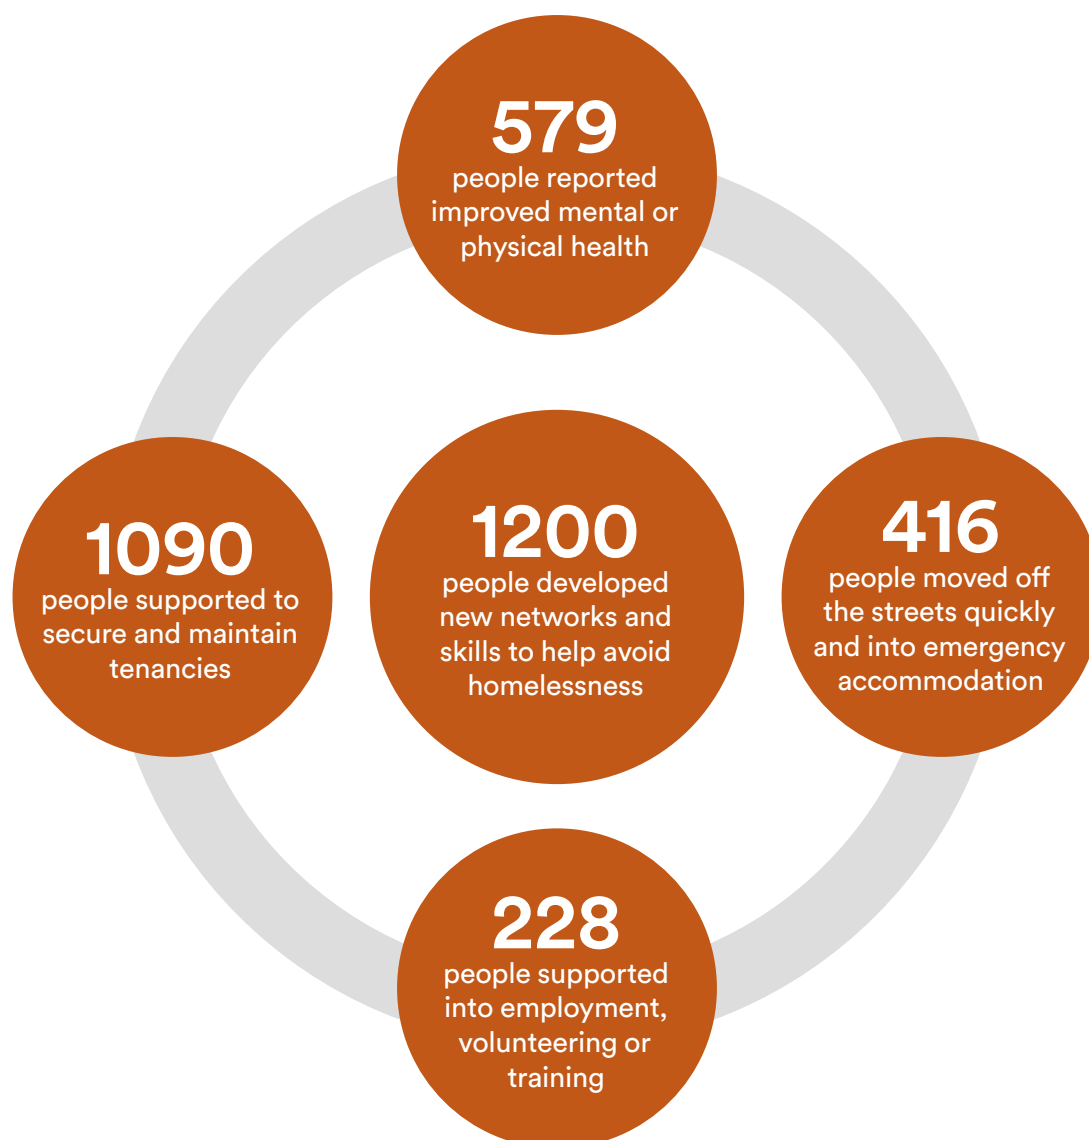 579
people reported
improved mental or
physical health
1090
people supported to
secure and maintain
tenancies
1200
people developed
new networks and
skills to help avoid
homelessness
416
people moved off
the streets quickly
and into emergency
accommodation
228
people supported
into employment,
volunteering or
training